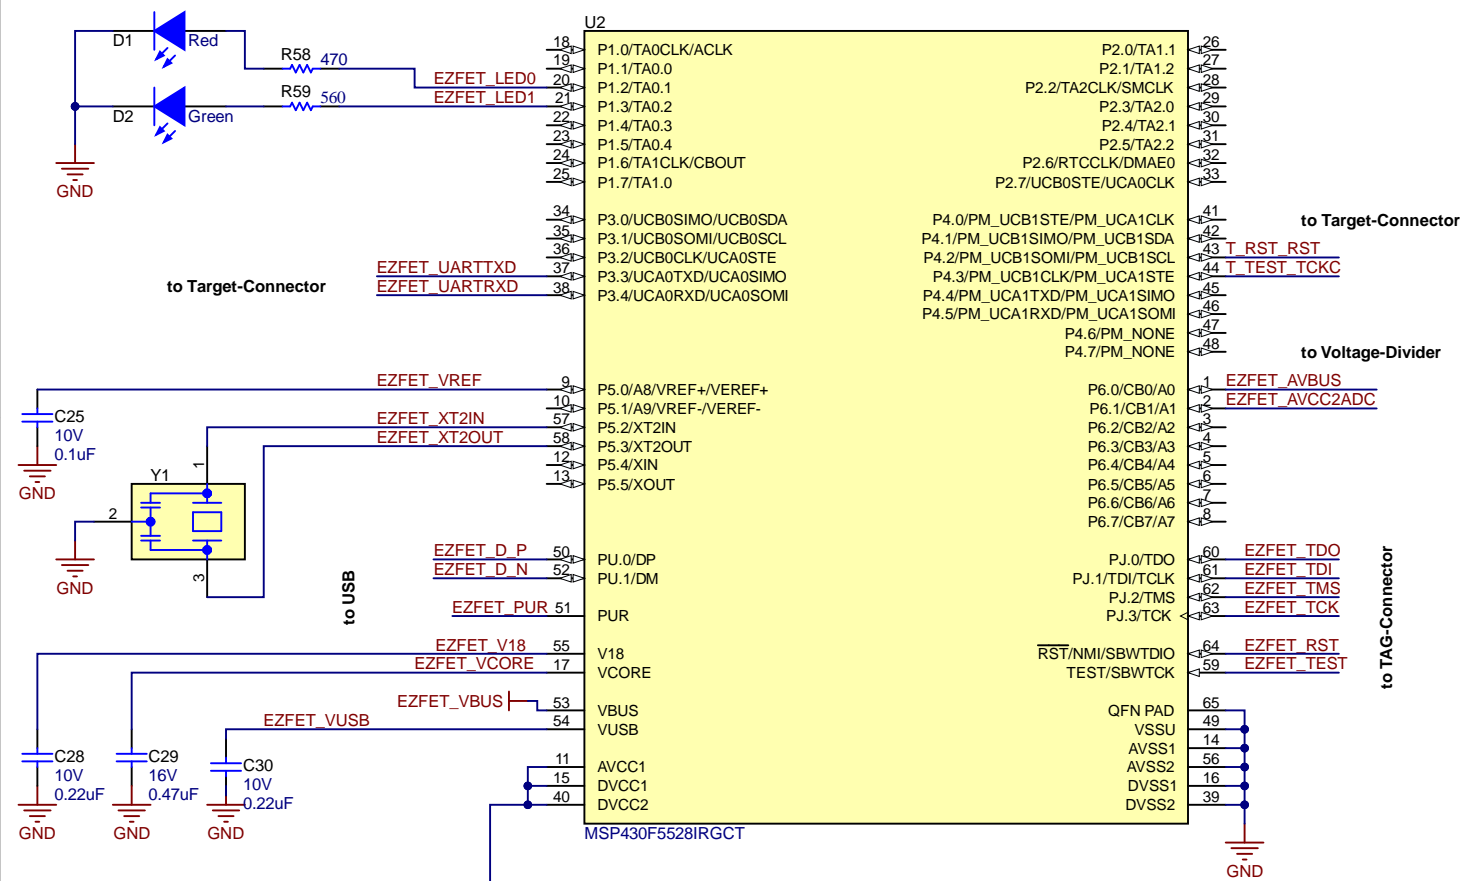 U2
D1
Red
R58
470
EZFET_LED0
D2
Green
R59
560
EZFET_LED1
GND
18 P1.0/TA0CLK/ACLK
19 P1.1/TA0.0
20 P1.2/TA0.1
21 P1.3/TA0.2
22 P1.4/TA0.3
23 P1.5/TA0.4
24 P1.6/TA1CLK/CBOUT
25 P1.7/TA1.0
34 P3.0/UCB0SIMO/UCB0SDA
35 P3.1/UCB0SOMI/UCB0SCL
36 P3.2/UCB0CLK/UCA0STE
EZFET_UARTTXD 37 P3.3/UCA0TXD/UCA0SIMO
to Target-Connector
EZFET_UARTRXD 38 P3.4/UCA0RXD/UCA0SOMI
EZFET_VREF 9 P5.0/A8/VREF+/VEREF+
10 P5.1/A9/VREF-/VEREF-
EZFET_XT2IN 57 P5.2/XT2IN
EZFET_XT2OUT 58 P5.3/XT2OUT
12 P5.4/XIN
13 P5.5/XOUT
C25
10V
0.1uF
GND
Y1
1
2
3
GND
to USB
EZFET_D_P 50 PU.0/DP
EZFET_D_N 52 PU.1/DM
EZFET_PUR 51 PUR
EZFET_V18 55 V18
EZFET_VCORE 17 VCORE
EZFET_VBUS 53 VBUS
EZFET_VUSB 54 VUSB
11 AVCC1
15 DVCC1
40 DVCC2
C28
10V
0.22uF
GND
C29
16V
0.47uF
GND
C30
10V
0.22uF
GND
P2.0/TA1.1 26
P2.1/TA1.2 27
P2.2/TA2CLK/SMCLK 28
P2.3/TA2.0 29
P2.4/TA2.1 30
P2.5/TA2.2 31
P2.6/RTCCLK/DMAE0 32
P2.7/UCB0STE/UCA0CLK 33
P4.0/PM_UCB1STE/PM_UCA1CLK 41
to Target-Connector
P4.1/PM_UCB1SIMO/PM_UCB1SDA 42
P4.2/PM_UCB1SOMI/PM_UCB1SCL 43 T_RST_RST
P4.3/PM_UCB1CLK/PM_UCA1STE 44 T_TEST_TCKC
P4.4/PM_UCA1TXD/PM_UCA1SIMO 45
P4.5/PM_UCA1RXD/PM_UCA1SOMI 46
P4.6/PM_NONE 47
P4.7/PM_NONE 48
to Voltage-Divider
P6.0/CB0/A0 1 EZFET_AVBUS
P6.1/CB1/A1 2 EZFET_AVCC2ADC
P6.2/CB2/A2 3
P6.3/CB3/A3 4
P6.4/CB4/A4 5
P6.5/CB5/A5 6
P6.6/CB6/A6 7
P6.7/CB7/A7 8
PJ.0/TDO 60 EZFET_TDO
PJ.1/TDI/TCLK 61 EZFET_TDI
PJ.2/TMS 62 EZFET_TMS
PJ.3/TCK 63 EZFET_TCK
RST/NMI/SBWTDIO 64 EZFET_RST
TEST/SBWTCK 59 EZFET_TEST
to TAG-Connector
QFN PAD 65
VSSU 49
AVSS1 14
AVSS2 56
DVSS1 16
DVSS2 39
MSP430F5528IRGCT
GND